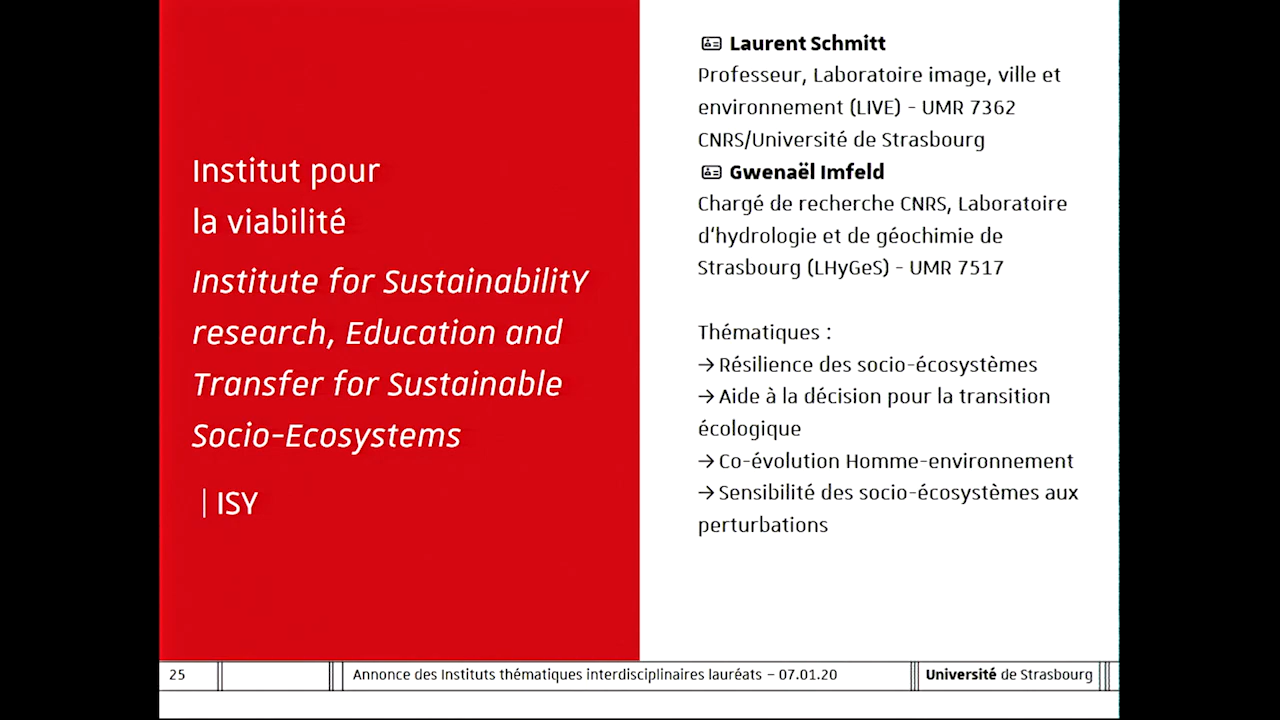 Institut pour
la viabilité
Institute for SustainabilitY
research, Education and
Transfer for Sustainable
Socio-Ecosystems
| ISY
Laurent Schmitt
Professeur, Laboratoire image, ville et
environnement (LIVE) - UMR 7362
CNRS/Université de Strasbourg
Gwenaël Imfeld
Chargé de recherche CNRS, Laboratoire
d'hydrologie et de géochimie de
Strasbourg (LHyGeS) - UMR 7517
Thématiques :
→ Résilience des socio-écosystèmes
→ Aide à la décision pour la transition
écologique
→ Co-évolution Homme-environnement
→ Sensibilité des socio-écosystèmes aux
perturbations
25
Annonce des Instituts thématiques interdisciplinaires lauréats – 07.01.20
Université de Strasbourg